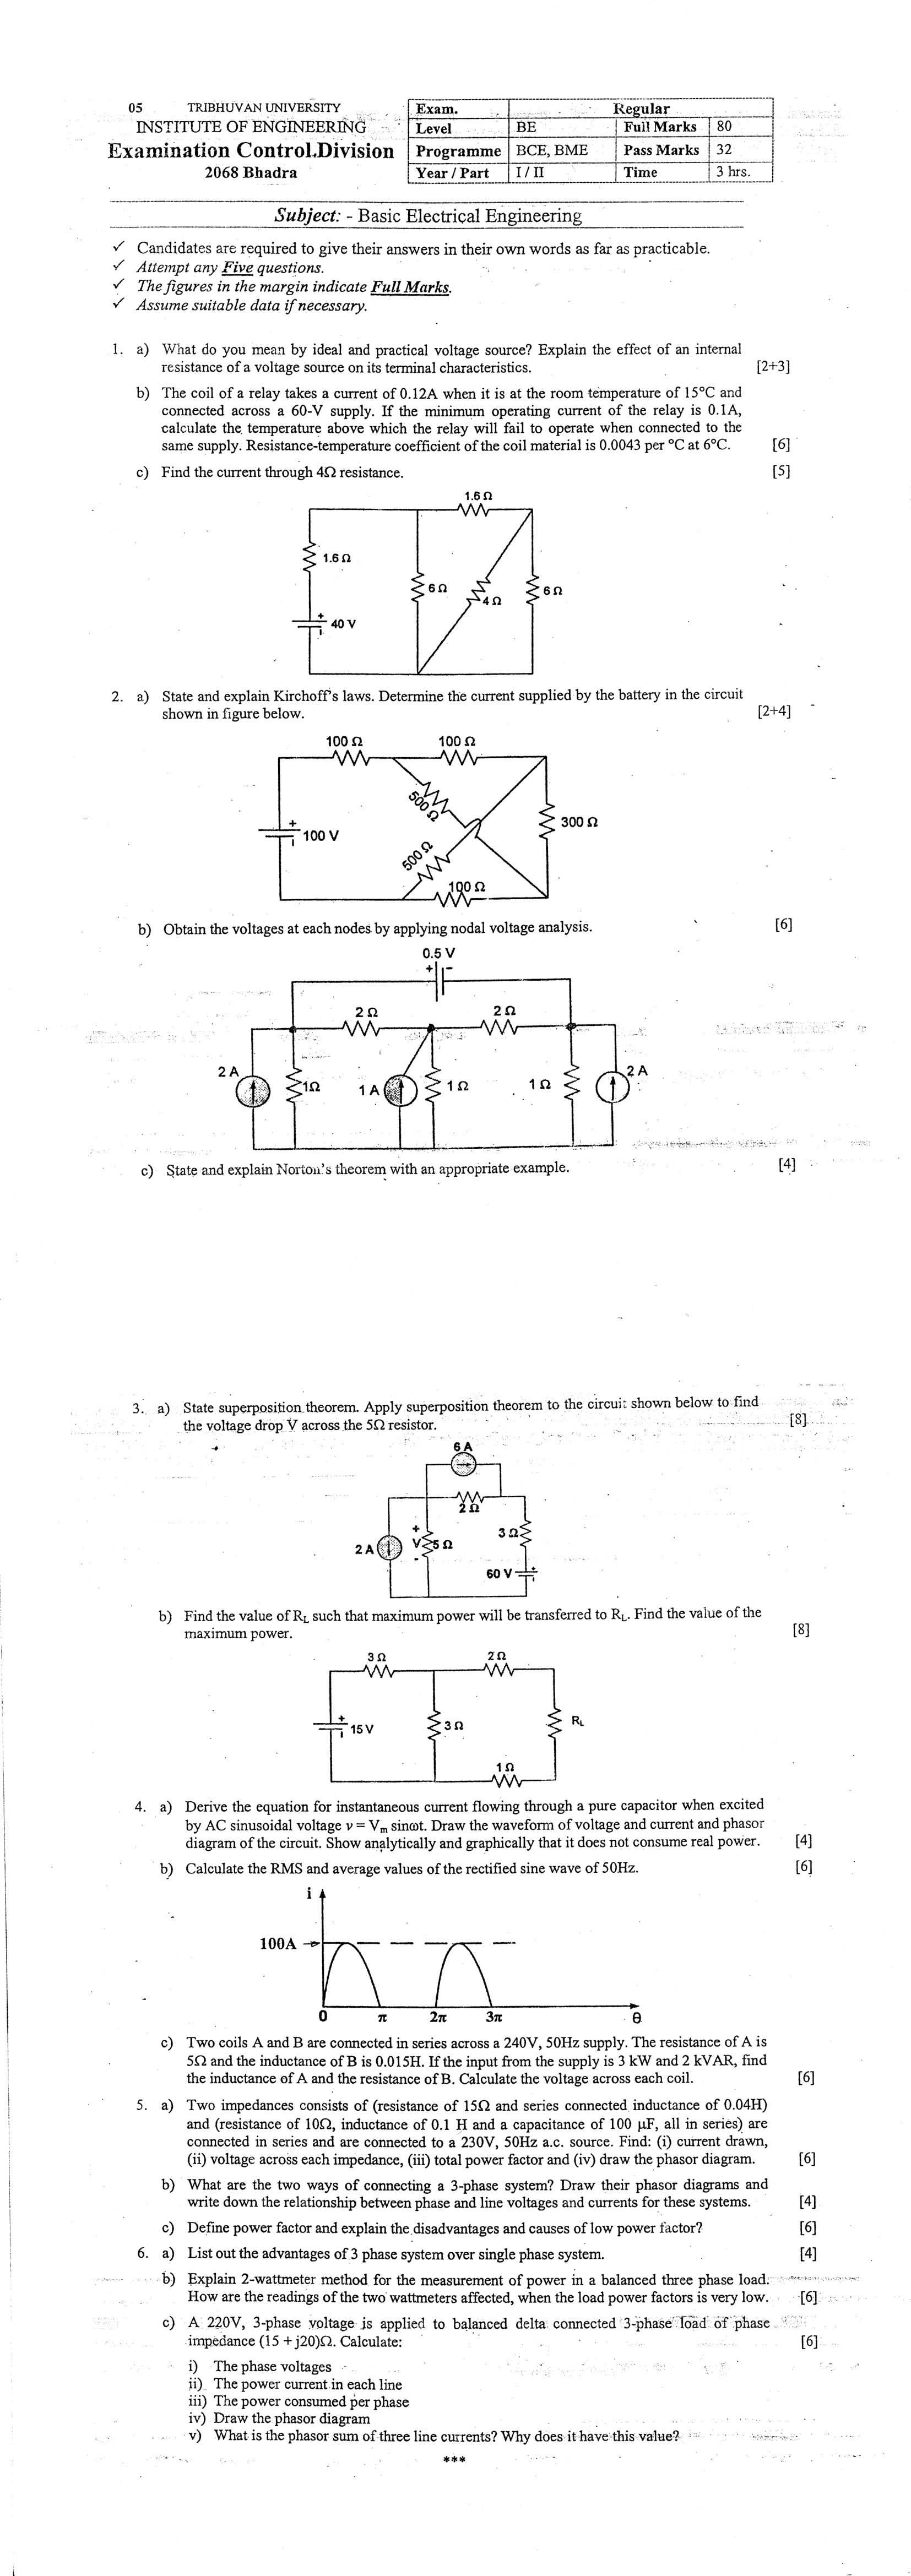 05 TRIBHUVAN UNIVERSITY
INSTITUTE OF ENGINEERING
Examination Control Division
2068 Bhadra
Exam. Regular
Level BE Full Marks 80
Programme BCE, BME Pass Marks 32
Year / Part I / II Time 3 hrs.
Subject: - Basic Electrical Engineering
✓ Candidates are required to give their answers in their own words as far as practicable.
✓ Attempt any Five questions.
✓ The figures in the margin indicate Full Marks.
✓ Assume suitable data if necessary.
1. a) What do you mean by ideal and practical voltage source? Explain the effect of an internal
resistance of a voltage source on its terminal characteristics. [2+3]
b) The coil of a relay takes a current of 0.12A when it is at the room temperature of 15°C and
connected across a 60-V supply. If the minimum operating current of the relay is 0.1A,
calculate the temperature above which the relay will fail to operate when connected to the
same supply. Resistance-temperature coefficient of the coil material is 0.0043 per °C at 6°C. [6]
c) Find the current through 4Ω resistance. [5]
1.6 Ω
1.6 Ω
6 Ω
4 Ω
6 Ω
40 V
2. a) State and explain Kirchoff's laws. Determine the current supplied by the battery in the circuit
shown in figure below. [2+4]
100 Ω 100 Ω
500 Ω
300 Ω
100 V
500 Ω
100 Ω
b) Obtain the voltages at each nodes by applying nodal voltage analysis. [6]
0.5 V
2 Ω 2 Ω
2 A 1Ω 1 A 1 Ω 1 Ω 2 A
c) State and explain Norton's theorem with an appropriate example. [4]
3. a) State superposition theorem. Apply superposition theorem to the circuit shown below to find
the voltage drop V across the 5Ω resistor. [8]
6 A
2 Ω
3 Ω
2 A V 5 Ω
60 V
b) Find the value of RL such that maximum power will be transferred to RL. Find the value of the
maximum power. [8]
3 Ω 2 Ω
15 V 3 Ω RL
1 Ω
4. a) Derive the equation for instantaneous current flowing through a pure capacitor when excited
by AC sinusoidal voltage v = Vm sinωt. Draw the waveform of voltage and current and phasor
diagram of the circuit. Show analytically and graphically that it does not consume real power. [4]
b) Calculate the RMS and average values of the rectified sine wave of 50Hz. [6]
i
100A
0 π 2π 3π θ
c) Two coils A and B are connected in series across a 240V, 50Hz supply. The resistance of A is
5Ω and the inductance of B is 0.015H. If the input from the supply is 3 kW and 2 kVAR, find
the inductance of A and the resistance of B. Calculate the voltage across each coil. [6]
5. a) Two impedances consists of (resistance of 15Ω and series connected inductance of 0.04H)
and (resistance of 10Ω, inductance of 0.1 H and a capacitance of 100 μF, all in series) are
connected in series and are connected to a 230V, 50Hz a.c. source. Find: (i) current drawn,
(ii) voltage across each impedance, (iii) total power factor and (iv) draw the phasor diagram. [6]
b) What are the two ways of connecting a 3-phase system? Draw their phasor diagrams and
write down the relationship between phase and line voltages and currents for these systems. [4]
c) Define power factor and explain the disadvantages and causes of low power factor? [6]
6. a) List out the advantages of 3 phase system over single phase system. [4]
b) Explain 2-wattmeter method for the measurement of power in a balanced three phase load.
How are the readings of the two wattmeters affected, when the load power factors is very low. [6]
c) A 220V, 3-phase voltage is applied to balanced delta connected 3-phase load of phase
impedance (15 + j20)Ω. Calculate: [6]
i) The phase voltages
ii) The power current in each line
iii) The power consumed per phase
iv) Draw the phasor diagram
v) What is the phasor sum of three line currents? Why does it have this value?
***